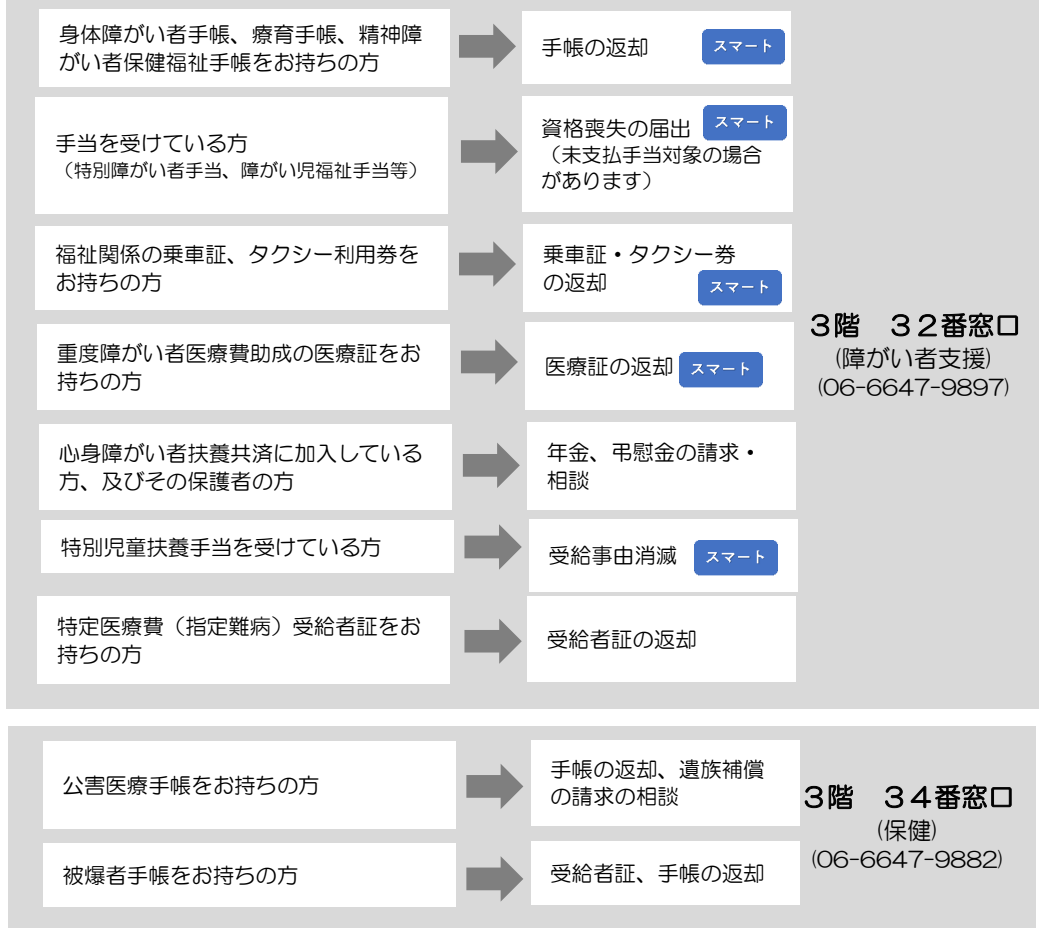 身体障がい者手帳、療育手帳、精神障
がい者保健福祉手帳をお持ちの方
手帳の返却
スマート
手当を受けている方
（特別障がい者手当、障がい児福祉手当等）
資格喪失の届出
スマート
（未支払手当対象の場合
があります）
福祉関係の乗車証、タクシー利用券を
お持ちの方
乗車証・タクシー券
の返却
スマート
重度障がい者医療費助成の医療証をお
持ちの方
医療証の返却
スマート
心身障がい者扶養共済に加入している
方、及びその保護者の方
年金、弔慰金の請求・
相談
特別児童扶養手当を受けている方
受給事由消滅
スマート
特定医療費（指定難病）受給者証をお
持ちの方
受給者証の返却
３階　３２番窓口
(障がい者支援)
(06-6647-9897)
公害医療手帳をお持ちの方
手帳の返却、遺族補償
の請求の相談
被爆者手帳をお持ちの方
受給者証、手帳の返却
３階　３４番窓口
(保健)
(06-6647-9882)